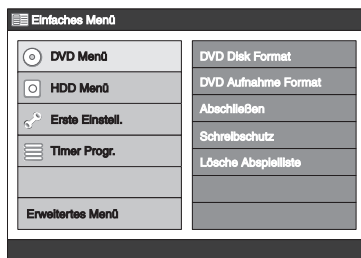 Einfaches Menü
DVD Menü
HDD Menü
Erste Einstell.
Timer Progr.
Erweitertes Menü
DVD Disk Format
DVD Aufnahme Format
Abschließen
Schreibschutz
Lösche Abspielliste